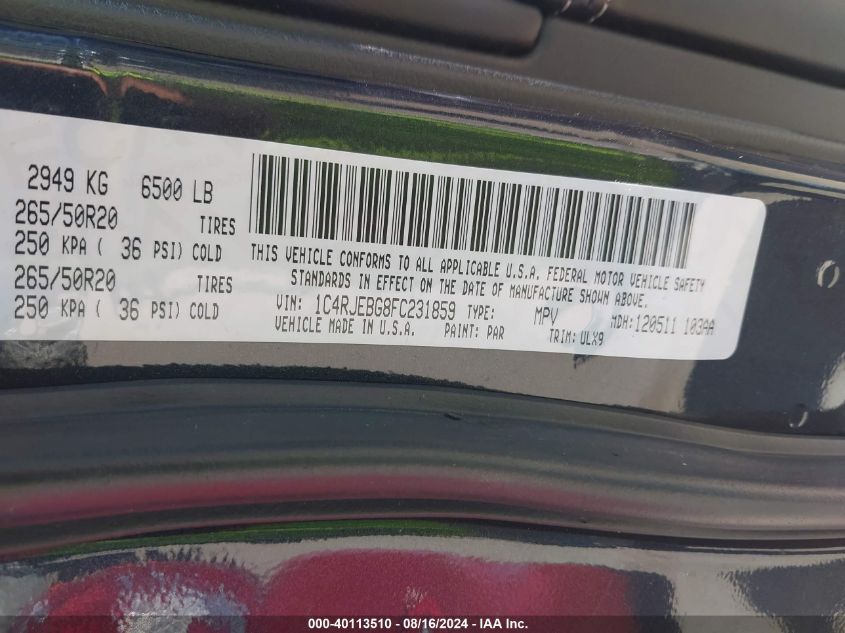 2949 KG 6500 LB
265/50R20 TIRES
250 KPA ( 36 PSI) COLD
265/50R20 TIRES
250 KPA ( 36 PSI) COLD
THIS VEHICLE CONFORMS TO ALL APPLICABLE U.S.A. FEDERAL MOTOR VEHICLE SAFETY
STANDARDS IN EFFECT ON THE DATE OF MANUFACTURE SHOWN ABOVE.
VIN: 1C4RJEBG8FC231859 TYPE: MPV MDH: 120511 103AA
VEHICLE MADE IN U.S.A. PAINT: PAR TRIM: ULX9
000-40113510 - 08/16/2024 - IAA Inc.